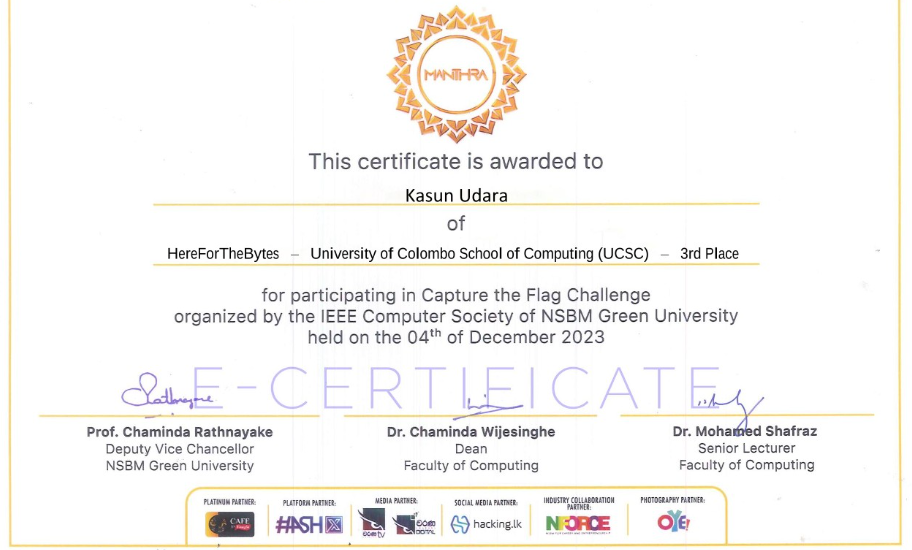 MANTHRA
This certificate is awarded to
Kasun Udara
of
HereForTheBytes – University of Colombo School of Computing (UCSC) – 3rd Place
for participating in Capture the Flag Challenge
organized by the IEEE Computer Society of NSBM Green University
held on the 04th of December 2023
E-CERTIFICATE
Prof. Chaminda Rathnayake
Deputy Vice Chancellor
NSBM Green University
Dr. Chaminda Wijesinghe
Dean
Faculty of Computing
Dr. Mohamed Shafraz
Senior Lecturer
Faculty of Computing
PLATINUM PARTNER:
CAFE
PLATFORM PARTNER:
#ASH X
MEDIA PARTNER:
SOCIAL MEDIA PARTNER:
hacking.lk
INDUSTRY COLLABORATION
PARTNER:
NFORCE
PHOTOGRAPHY PARTNER:
OYE!